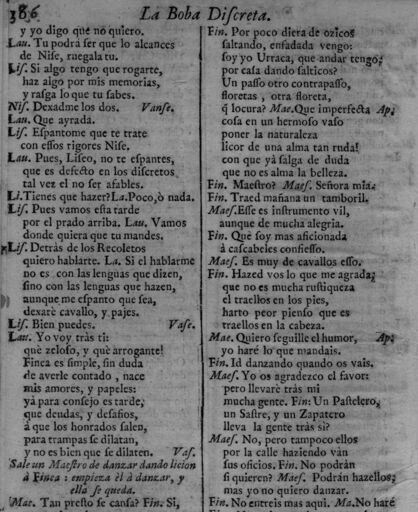 386 La Boba Discreta.
y yo digo que no quiero.
Lau. Tu podrá ser que lo alcances
de Nise, ruegala tu.
Lis. Si algo tengo que rogarte,
haz algo por mis memorias,
y rasga lo que tu sabes.
Nis. Dexadme los dos. Vanse.
Lau. Que ayrada.
Lis. Espantome que te trate
con essos rigores Nise.
Lau. Pues, Liseo, no te espantes,
que es defecto en los discretos
tal vez el no ser afables.
Li. Tienes que hazer? La. Poco, ò nada.
Lis. Pues vamos esta tarde
por el prado arriba. Lau. Vamos
donde quiera que tu mandes.
Lis. Detràs de los Recoletos
quiero hablarte. La. Si el hablarme
no es con las lenguas que dizen,
sino con las lenguas que hazen,
aunque me espanto que sea,
dexarè cavallo, y pajes.
Lis. Bien puedes. Vase.
Lau. Yo voy tràs ti:
què zeloso, y què arrogante!
Finea es simple, sin duda
de averle contado, nace
mis amores, y papeles:
yà para consejo es tarde,
que deudas, y desafios,
à que los honrados salen,
para trampas se dilatan,
y no es bien que se dilaten. Vas.
Sale un Maestro de danzar dando licion
à Finea: empieza èl à danzar, y
ella se queda.
Mae. Tan presto se cansa? Fin. Si,
Fin. Por poco diera de ozicos
saltando, enfadada vengo:
soy yo Urraca, que andar tengo
por casa dando salticos?
Un passo otro contrapasso,
floretas, otra floreta,
q̃ locura? Mae. Que imperfecta Ap.
cosa en un hermoso vaso
poner la naturaleza
licor de una alma tan ruda!
con que yà salga de duda
que no es alma la belleza.
Fin. Maestro? Maes. Señora mia.
Fin. Traed mañana un tamboril.
Maes. Esse es instrumento vil,
aunque de mucha alegria.
Fin. Que soy mas aficionada
à cascabeles confiesso.
Maes. Es muy de cavallos esso.
Fin. Hazed vos lo que me agrada,
que no es mucha rustiqueza
el traellos en los pies,
harto peor pienso que es
traellos en la cabeza.
Mae. Quiero seguille el humor, Ap.
yo haré lo que mandais.
Fin. Id danzando quando os vais.
Maes. Yo os agradezco el favor:
pero llevarè tràs mi
mucha gente. Fin. Un Pastelero,
un Sastre, y un Zapatero
lleva la gente tràs si?
Maes. No, pero tampoco ellos
por la calle haziendo vàn
sus oficios. Fin. No podràn
si quieren? Maes. Podràn hazellos;
mas yo no quiero danzar.
Fin. No entreis mas aqui. Ma. No harè